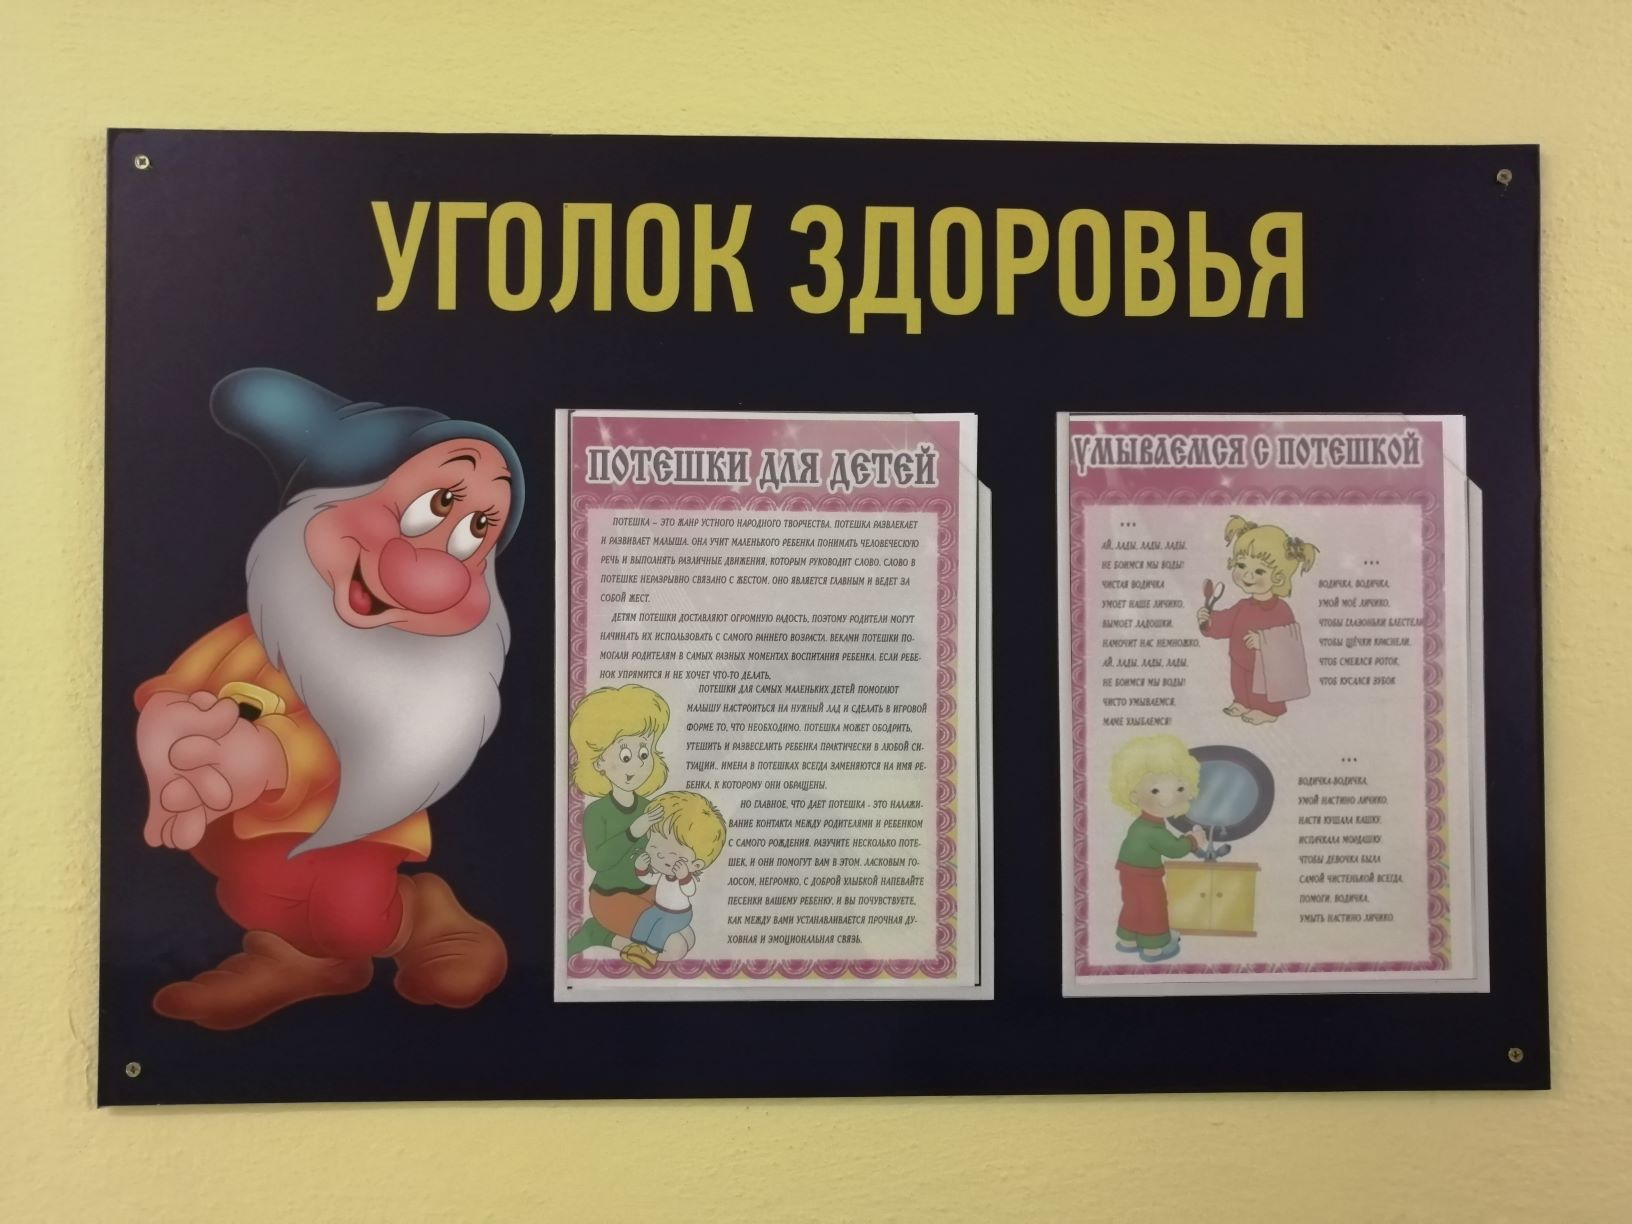 УГОЛОК ЗДОРОВЬЯ
ПОТЕШКИ ДЛЯ ДЕТЕЙ
ПОТЕШКА – ЭТО ЖАНР УСТНОГО НАРОДНОГО ТВОРЧЕСТВА. ПОТЕШКА РАЗВЛЕКАЕТ
И РАЗВИВАЕТ МАЛЫША. ОНА УЧИТ МАЛЕНЬКОГО РЕБЕНКА ПОНИМАТЬ ЧЕЛОВЕЧЕСКУЮ
РЕЧЬ И ВЫПОЛНЯТЬ РАЗЛИЧНЫЕ ДВИЖЕНИЯ, КОТОРЫМ РУКОВОДИТ СЛОВО. СЛОВО В
ПОТЕШКЕ НЕРАЗРЫВНО СВЯЗАНО С ЖЕСТОМ. ОНО ЯВЛЯЕТСЯ ГЛАВНЫМ И ВЕДЕТ ЗА
СОБОЙ ЖЕСТ.
ДЕТЯМ ПОТЕШКИ ДОСТАВЛЯЮТ ОГРОМНУЮ РАДОСТЬ, ПОЭТОМУ РОДИТЕЛИ МОГУТ
НАЧИНАТЬ ИХ ИСПОЛЬЗОВАТЬ С САМОГО РАННЕГО ВОЗРАСТА. ВЕКАМИ ПОТЕШКИ ПО-
МОГАЛИ РОДИТЕЛЯМ В САМЫХ РАЗНЫХ МОМЕНТАХ ВОСПИТАНИЯ РЕБЕНКА. ЕСЛИ РЕБЕ-
НОК УПРЯМИТСЯ И НЕ ХОЧЕТ ЧТО-ТО ДЕЛАТЬ,
ПОТЕШКИ ДЛЯ САМЫХ МАЛЕНЬКИХ ДЕТЕЙ ПОМОГАЮТ
МАЛЫШУ НАСТРОИТЬСЯ НА НУЖНЫЙ ЛАД И СДЕЛАТЬ В ИГРОВОЙ
ФОРМЕ ТО, ЧТО НЕОБХОДИМО. ПОТЕШКА МОЖЕТ ОБОДРИТЬ,
УТЕШИТЬ И РАЗВЕСЕЛИТЬ РЕБЕНКА ПРАКТИЧЕСКИ В ЛЮБОЙ СИ-
ТУАЦИИ.. ИМЕНА В ПОТЕШКАХ ВСЕГДА ЗАМЕНЯЮТСЯ НА ИМЯ РЕ-
БЕНКА, К КОТОРОМУ ОНИ ОБРАЩЕНЫ.
НО ГЛАВНОЕ, ЧТО ДАЕТ ПОТЕШКА - ЭТО НАЛАЖИ-
ВАНИЕ КОНТАКТА МЕЖДУ РОДИТЕЛЯМИ И РЕБЕНКОМ
С САМОГО РОЖДЕНИЯ. РАЗУЧИТЕ НЕСКОЛЬКО ПОТЕ-
ШЕК, И ОНИ ПОМОГУТ ВАМ В ЭТОМ. ЛАСКОВЫМ ГО-
ЛОСОМ, НЕГРОМКО, С ДОБРОЙ УЛЫБКОЙ НАПЕВАЙТЕ
ПЕСЕНКИ ВАШЕМУ РЕБЕНКУ, И ВЫ ПОЧУВСТВУЕТЕ,
КАК МЕЖДУ ВАМИ УСТАНАВЛИВАЕТСЯ ПРОЧНАЯ ДУ-
ХОВНАЯ И ЭМОЦИОНАЛЬНАЯ СВЯЗЬ.
УМЫВАЕМСЯ С ПОТЕШКОЙ
***
АЙ, ЛАДЫ, ЛАДЫ, ЛАДЫ,
НЕ БОИМСЯ МЫ ВОДЫ!
ЧИСТАЯ ВОДИЧКА
УМОЕТ НАШЕ ЛИЧИКО,
ВЫМОЕТ ЛАДОШКИ,
НАМОЧИТ НАС НЕМНОЖКО,
АЙ, ЛАДЫ, ЛАДЫ, ЛАДЫ,
НЕ БОИМСЯ МЫ ВОДЫ!
ЧИСТО УМЫВАЕМСЯ,
МАМЕ УЛЫБАЕМСЯ!
***
ВОДИЧКА, ВОДИЧКА,
УМОЙ МОЁ ЛИЧИКО,
ЧТОБЫ ГЛАЗОНЬКИ БЛЕСТЕЛИ
ЧТОБЫ ЩЁЧКИ КРАСНЕЛИ,
ЧТОБ СМЕЯЛСЯ РОТОК,
ЧТОБ КУСАЛСЯ ЗУБОК
***
ВОДИЧКА-ВОДИЧКА,
УМОЙ НАСТИНО ЛИЧИКО,
НАСТЯ КУШАЛА КАШКУ,
ИСПАЧКАЛА МОРДАШКУ.
ЧТОБЫ ДЕВОЧКА БЫЛА
САМОЙ ЧИСТЕНЬКОЙ ВСЕГДА,
ПОМОГИ, ВОДИЧКА,
УМЫТЬ НАСТИНО ЛИЧИКО.